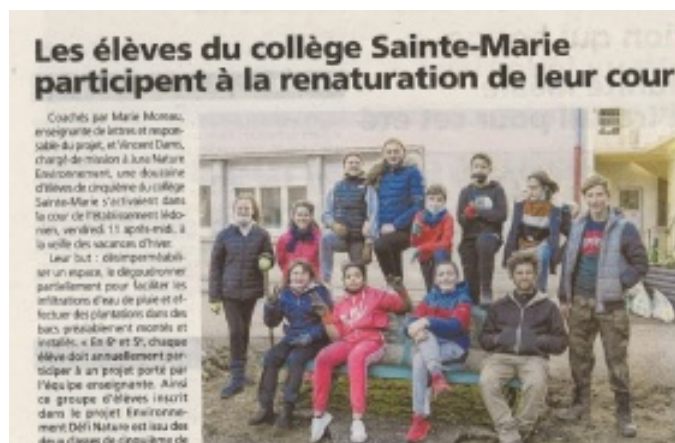 Les élèves du collège Sainte-Marie
participent à la renaturation de leur cour
Coachés par Marie Moreau,
enseignante de lettres et respon-
sable du projet, et Vincent Dams,
chargé de mission à Jura Nature
Environnement, une douzaine
d'élèves de cinquième du collège
Sainte-Marie s'activaient dans
la cour de l'établissement lédo-
nien, vendredi 11 après-midi, à
la veille des vacances d'hiver.
Leur but : désimperméabili-
ser un espace, le dégoudronner
partiellement pour faciliter les
infiltrations d'eau de pluie et ef-
fectuer des plantations dans des
bacs préalablement montés et
installés. « En 6e et 5e, chaque
élève doit annuellement par-
ticiper à un projet porté par
l'équipe enseignante. Ainsi
ce groupe d'élèves inscrit
dans le projet Environne-
ment Défi Nature est issu des
deux classes de cinquième de